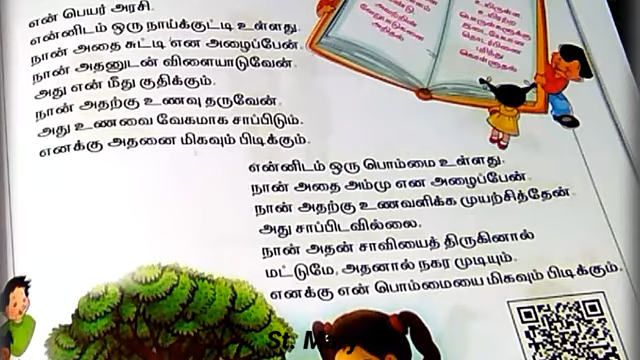 என் பெயர் அரசி.
என்னிடம் ஒரு நாய்க்குட்டி உள்ளது.
நான் அதை சுட்டி என அழைப்பேன்.
நான் அதனுடன் விளையாடுவேன்.
அது என் மீது குதிக்கும்.
நான் அதற்கு உணவு தருவேன்.
அது உணவை வேகமாக சாப்பிடும்.
எனக்கு அதனை மிகவும் பிடிக்கும்.
என்னிடம் ஒரு பொம்மை உள்ளது.
நான் அதை அம்மு என அழைப்பேன்.
நான் அதற்கு உணவளிக்க முயற்சித்தேன்.
அது சாப்பிடவில்லை.
நான் அதன் சாவியைத் திருகினால்
மட்டுமே, அதனால் நகர முடியும்.
எனக்கு என் பொம்மையை மிகவும் பிடிக்கும்.
St.